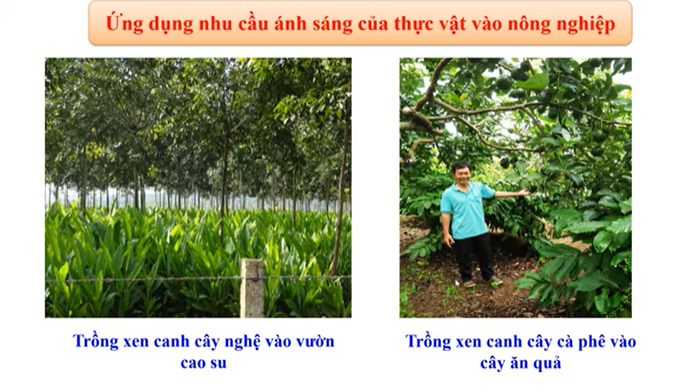 Ứng dụng nhu cầu ánh sáng của thực vật vào nông nghiệp
Trồng xen canh cây nghệ vào vườn
cao su
Trồng xen canh cây cà phê vào
cây ăn quả